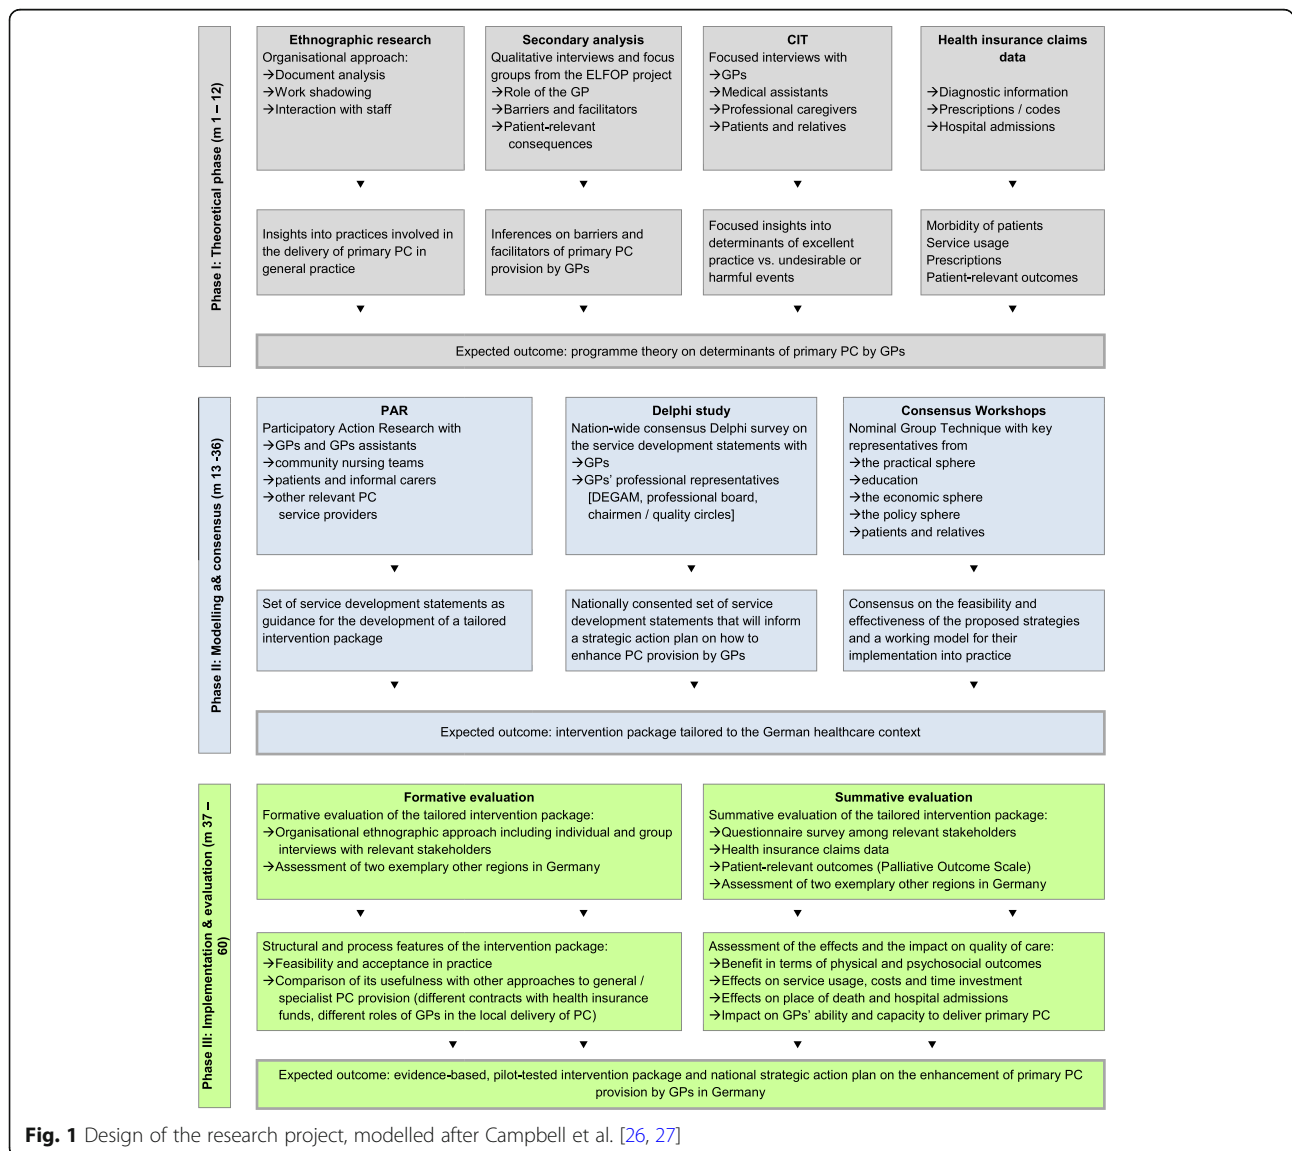 Phase I: Theoretical phase (m 1 – 12)
Ethnographic research
Organisational approach:
→Document analysis
→Work shadowing
→Interaction with staff
Secondary analysis
Qualitative interviews and focus
groups from the ELFOP project
→Role of the GP
→Barriers and facilitators
→Patient-relevant
consequences
CIT
Focused interviews with
→GPs
→Medical assistants
→Professional caregivers
→Patients and relatives
Health insurance claims
data
→Diagnostic information
→Prescriptions / codes
→Hospital admissions
Insights into practices involved in
the delivery of primary PC in
general practice
Inferences on barriers and
facilitators of primary PC
provision by GPs
Focused insights into
determinants of excellent
practice vs. undesirable or
harmful events
Morbidity of patients
Service usage
Prescriptions
Patient-relevant outcomes
Expected outcome: programme theory on determinants of primary PC by GPs
Phase II: Modelling a& consensus (m 13 -36)
PAR
Participatory Action Research with
→GPs and GPs assistants
→community nursing teams
→patients and informal carers
→other relevant PC
service providers
Delphi study
Nation-wide consensus Delphi survey on
the service development statements with
→GPs
→GPs’ professional representatives
[DEGAM, professional board,
chairmen / quality circles]
Consensus Workshops
Nominal Group Technique with key
representatives from
→the practical sphere
→education
→the economic sphere
→the policy sphere
→patients and relatives
Set of service development statements as
guidance for the development of a tailored
intervention package
Nationally consented set of service
development statements that will inform
a strategic action plan on how to
enhance PC provision by GPs
Consensus on the feasibility and
effectiveness of the proposed strategies
and a working model for their
implementation into practice
Expected outcome: intervention package tailored to the German healthcare context
Phase III: Implementation & evaluation (m 37 –
60)
Formative evaluation
Formative evaluation of the tailored intervention package:
→Organisational ethnographic approach including individual and group
interviews with relevant stakeholders
→Assessment of two exemplary other regions in Germany
Summative evaluation
Summative evaluation of the tailored intervention package:
→Questionnaire survey among relevant stakeholders
→Health insurance claims data
→Patient-relevant outcomes (Palliative Outcome Scale)
→Assessment of two exemplary other regions in Germany
Structural and process features of the intervention package:
→Feasibility and acceptance in practice
→Comparison of its usefulness with other approaches to general /
specialist PC provision (different contracts with health insurance
funds, different roles of GPs in the local delivery of PC)
Assessment of the effects and the impact on quality of care:
→Benefit in terms of physical and psychosocial outcomes
→Effects on service usage, costs and time investment
→Effects on place of death and hospital admissions
→Impact on GPs’ ability and capacity to deliver primary PC
Expected outcome: evidence-based, pilot-tested intervention package and national strategic action plan on the enhancement of primary PC
provision by GPs in Germany
Fig. 1 Design of the research project, modelled after Campbell et al. [26, 27]